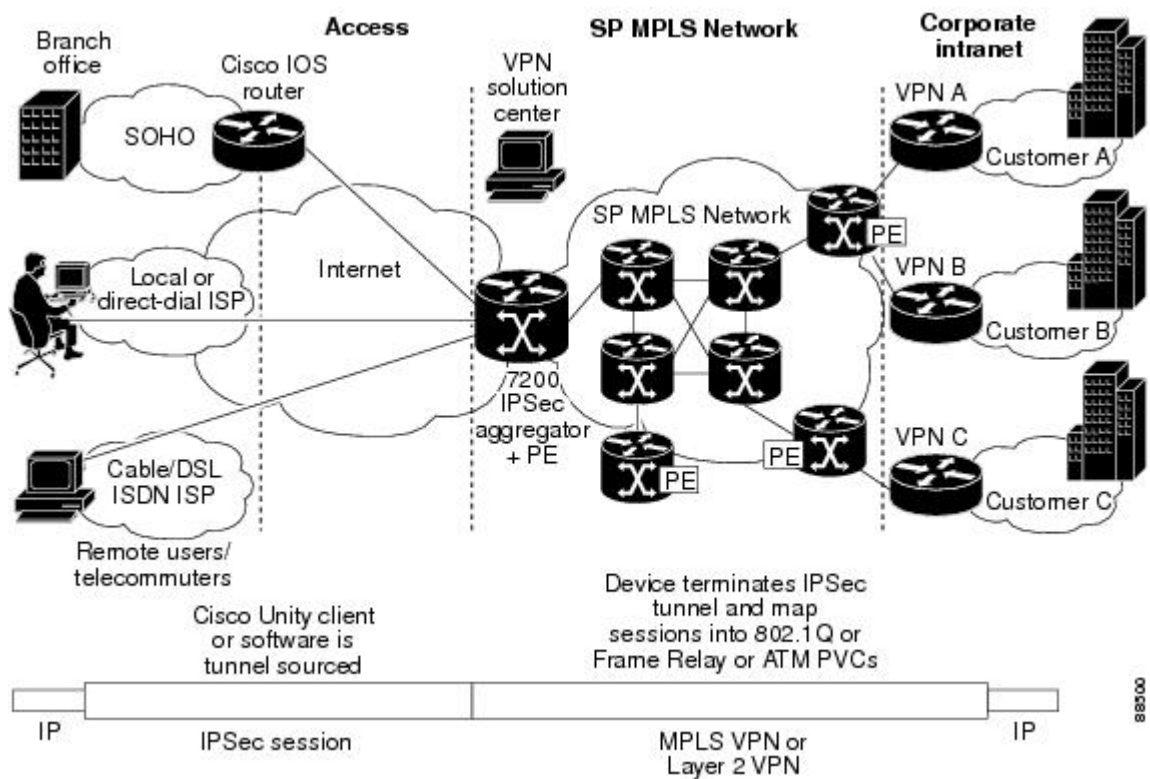 Branch
office
Access
SP MPLS Network
Corporate
intranet
Cisco IOS
router
VPN
solution
center
SOHO
VPN A
Customer A
SP MPLS Network
PE
Local or
direct-dial ISP
Internet
VPN B
Customer B
7200
IPSec
aggregator
+ PE
PE
PE
VPN C
Customer C
Cable/DSL
ISDN ISP
Remote users/
telecommuters
Cisco Unity client
or software is
tunnel sourced
Device terminates IPSec
tunnel and map
sessions into 802.1Q or
Frame Relay or ATM PVCs
IP
IPSec session
MPLS VPN or
Layer 2 VPN
IP
88500